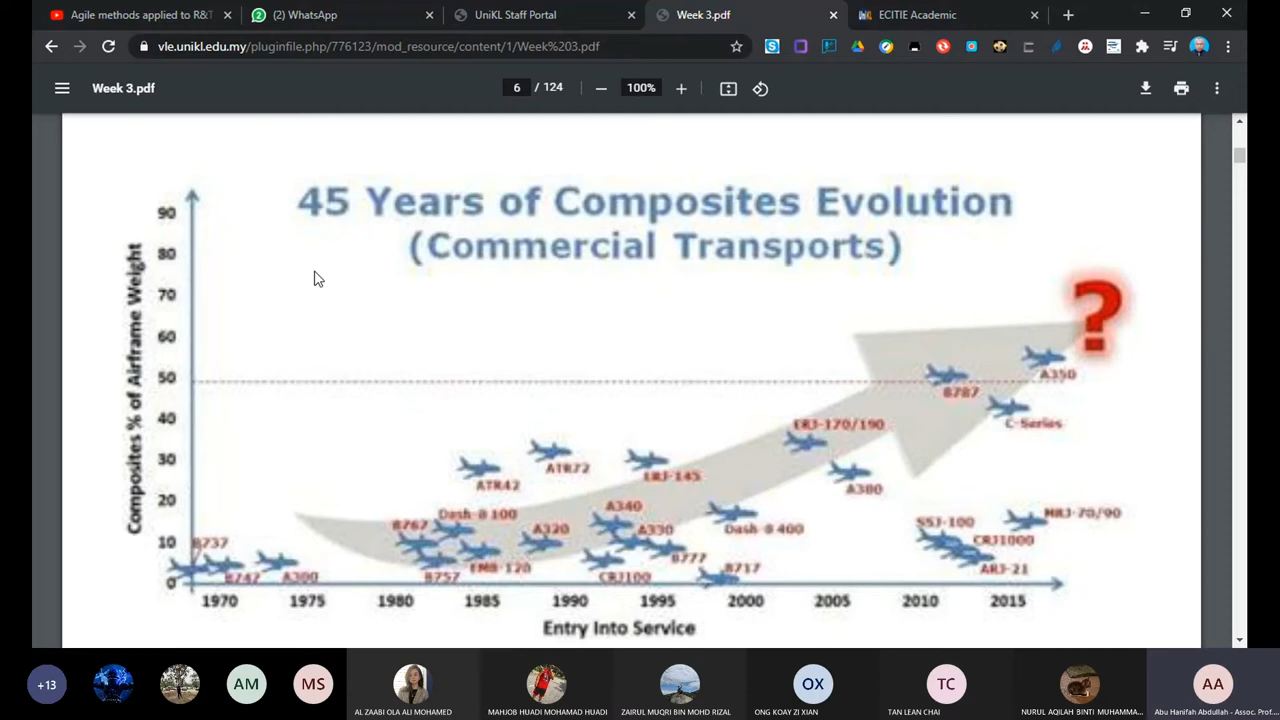 Agile methods applied to R&T
(2) WhatsApp
UniKL Staff Portal
Week 3.pdf
ECITIE Academic
vle.unikl.edu.my/pluginfile.php/776123/mod_resource/content/1/Week%203.pdf
Week 3.pdf
6 / 124
100%
45 Years of Composites Evolution
(Commercial Transports)
Composites % of Airframe Weight
90
80
70
60
50
40
30
20
10
0
?
A350
B787
C-Series
ERJ-170/190
ATR72
ERJ-145
ATR42
A380
Dash-8 100
A340
B767
A320
A330
Dash-8 400
SSJ-100
MRJ-70/90
B737
B777
CRJ1000
B747
A300
B757
EMB-120
CRJ100
B717
ARJ-21
1970 1975 1980 1985 1990 1995 2000 2005 2010 2015
Entry Into Service
+13
AM
MS
OX
TC
AA
AL ZAABI OLA ALI MOHAMED
MAHJOB HUADI MOHAMAD HUADI
ZAIRUL MUQRI BIN MOHD RIZAL
ONG KOAY ZI XIAN
TAN LEAN CHAI
NURUL AQILAH BINTI MUHAMMA...
Abu Hanifah Abdullah - Assoc. Prof...